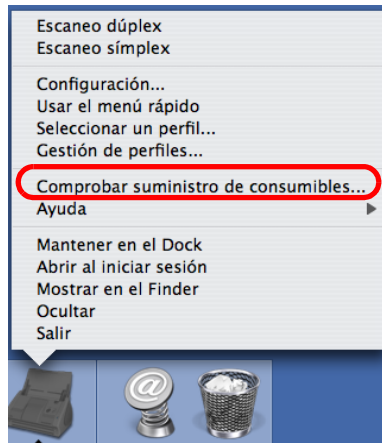 Escaneo dúplex
Escaneo símplex
Configuración...
Usar el menú rápido
Seleccionar un perfil...
Gestión de perfiles...
Comprobar suministro de consumibles...
Ayuda
Mantener en el Dock
Abrir al iniciar sesión
Mostrar en el Finder
Ocultar
Salir
@